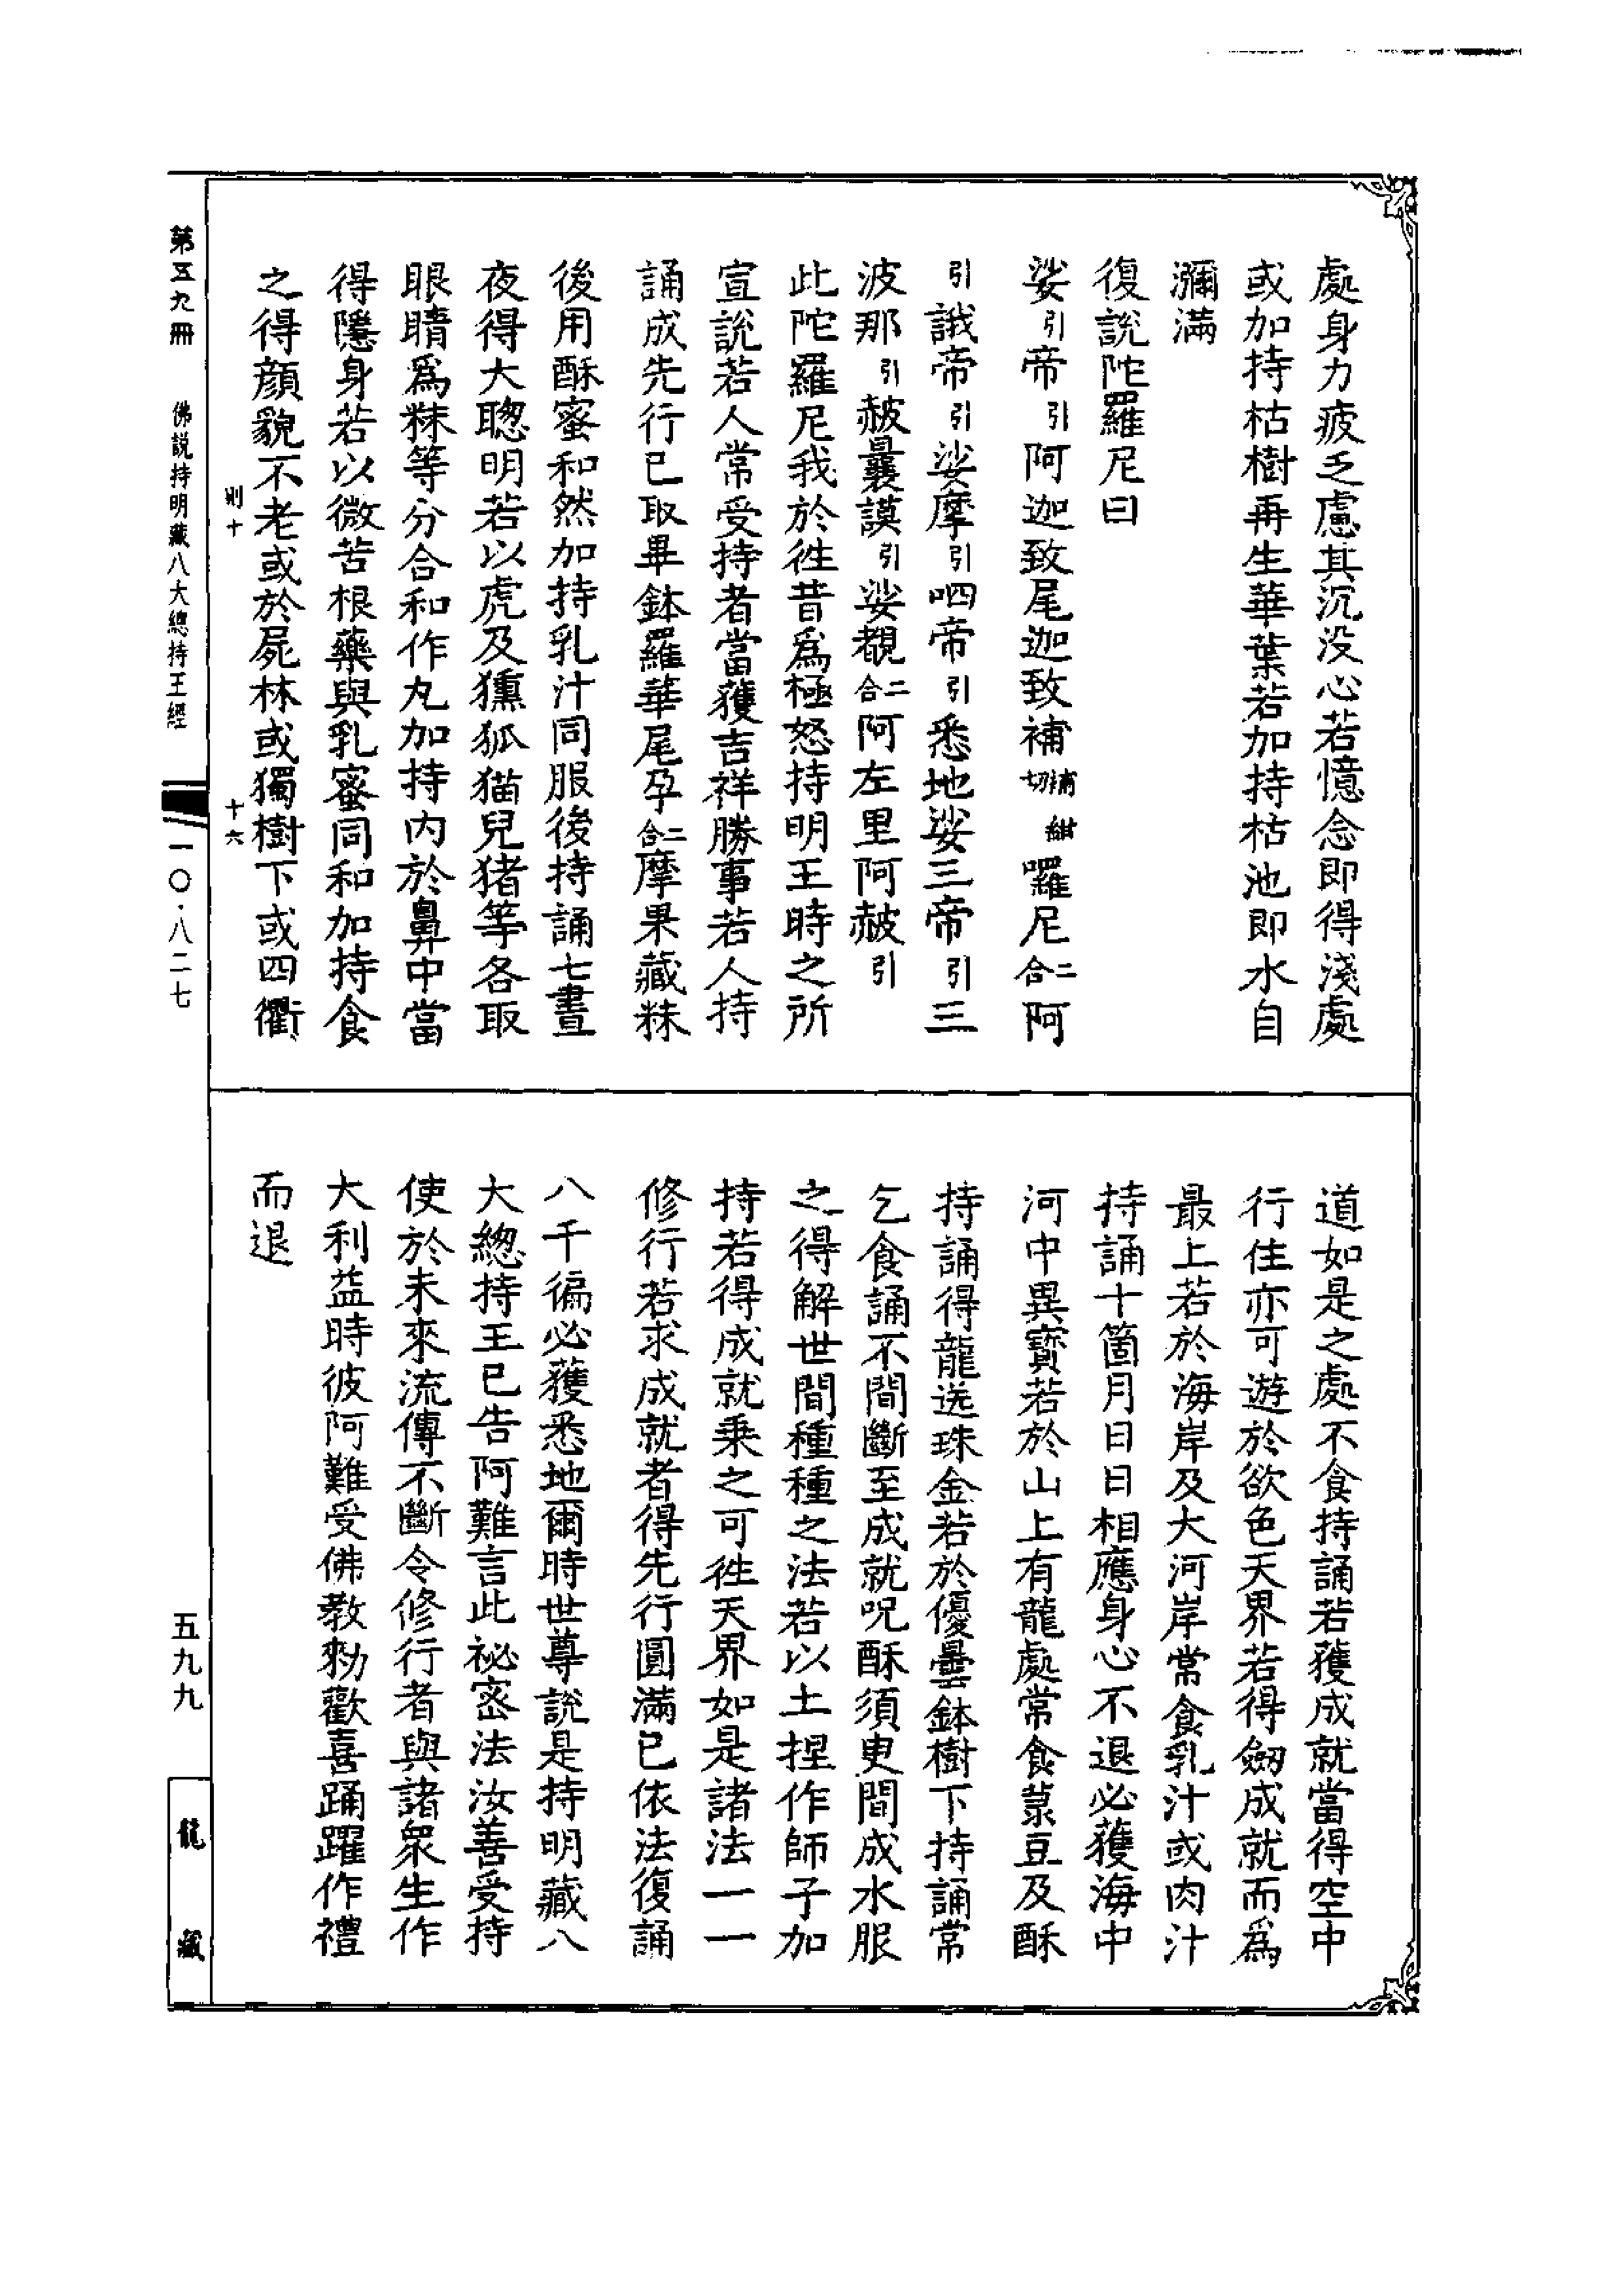 處身力疲乏慮其沉没心若憶念即得淺處
或加持枯樹再生華葉若加持枯池即水自
瀰滿
復說陀羅尼曰
娑引帝引阿迦致尾迦致補補紺切囉尼二合阿
引誐帝引娑摩引呬帝引悉地娑三帝引三
波那引赦曩謨引娑覩二合阿左里阿赦引
此陀羅尼我於徃昔爲極怒持明王時之所
宣說若人常受持者當獲吉祥勝事若人持
誦成先行已取畢鉢羅華尾孕二合摩果藏粖
後用酥蜜和然加持乳汁同服後持誦七晝
夜得大聰明若以虎及獯狐猫兒猪等各取
眼睛爲粖等分合和作丸加持内於鼻中當
得隱身若以微苦根藥與乳蜜同和加持食
之得顏貌不老或於屍林或獨樹下或四衢
道如是之處不食持誦若獲成就當得空中
行住亦可遊於欲色天界若得劒成就而爲
最上若於海岸及大河岸常食乳汁或肉汁
持誦十箇月日日相應身心不退必獲海中
河中異寳若於山上有龍處常食菉豆及酥
持誦得龍送珠金若於優曇鉢樹下持誦常
乞食誦不間斷至成就呪酥須臾間成水服
之得解世間種種之法若以土捏作師子加
持若得成就乘之可徃天界如是諸法一一
修行若求成就者得先行圓滿已依法復誦
八千徧必獲悉地爾時世尊說是持明藏八
大總持王已告阿難言此祕密法汝善受持
使於未來流傳不斷令修行者與諸衆生作
大利益時彼阿難受佛教勑歡喜踊躍作禮
而退
則十 十六
第五九冊 佛說持明藏八大總持王經 一〇·八二七
五九九
龍藏